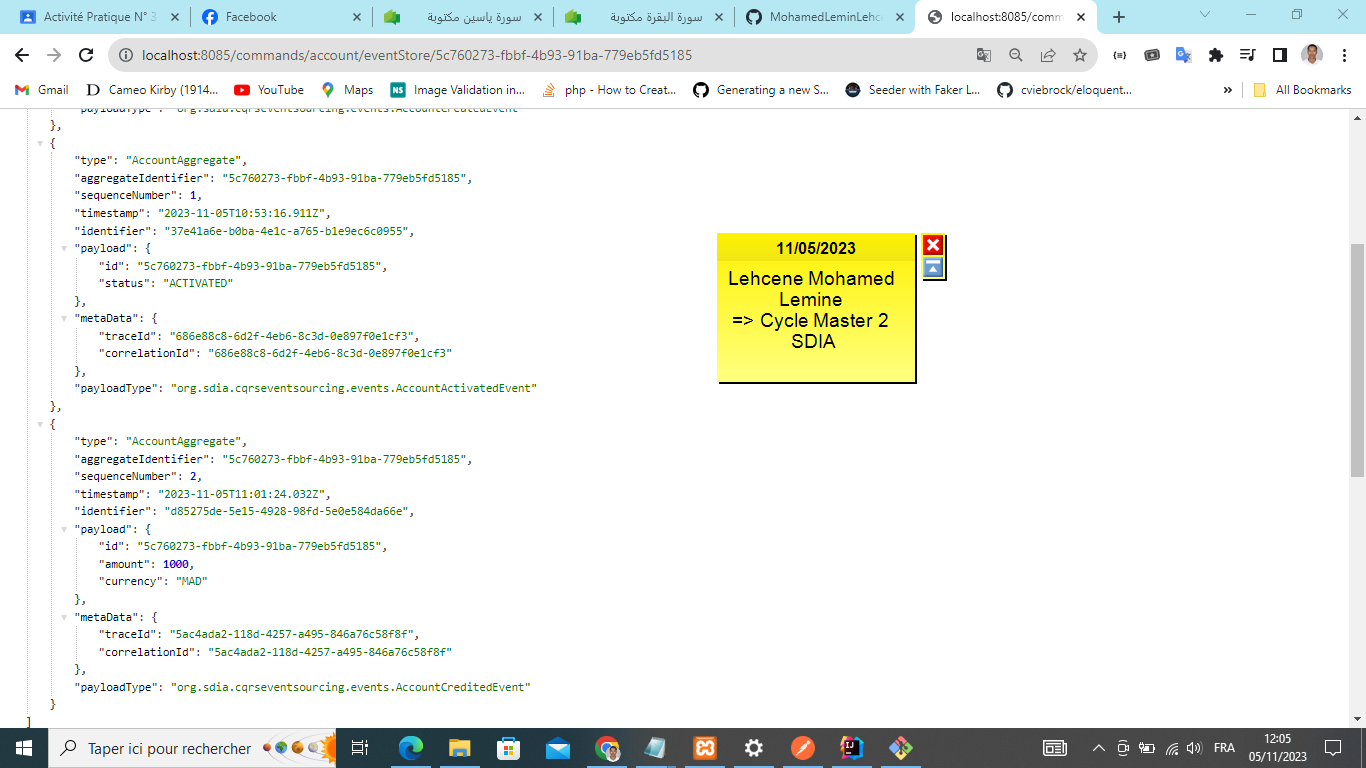 Activité Pratique N° 3
Facebook
سورة ياسين مكتوبة
سورة البقرة مكتوبة
MohamedLeminLehce
localhost:8085/comm
localhost:8085/commands/account/eventStore/5c760273-fbbf-4b93-91ba-779eb5fd5185
Gmail
Cameo Kirby (1914...
YouTube
Maps
Image Validation in...
php - How to Creat...
Generating a new S...
Seeder with Faker L...
cviebrock/eloquent...
»
All Bookmarks
"payloadType": "org.sdia.cqrseventsourcing.events.AccountCreatedEvent"
},
{
"type": "AccountAggregate",
"aggregateIdentifier": "5c760273-fbbf-4b93-91ba-779eb5fd5185",
"sequenceNumber": 1,
"timestamp": "2023-11-05T10:53:16.911Z",
"identifier": "37e41a6e-b0ba-4e1c-a765-b1e9ec6c0955",
"payload": {
"id": "5c760273-fbbf-4b93-91ba-779eb5fd5185",
"status": "ACTIVATED"
},
"metaData": {
"traceId": "686e88c8-6d2f-4eb6-8c3d-0e897f0e1cf3",
"correlationId": "686e88c8-6d2f-4eb6-8c3d-0e897f0e1cf3"
},
"payloadType": "org.sdia.cqrseventsourcing.events.AccountActivatedEvent"
},
{
"type": "AccountAggregate",
"aggregateIdentifier": "5c760273-fbbf-4b93-91ba-779eb5fd5185",
"sequenceNumber": 2,
"timestamp": "2023-11-05T11:01:24.032Z",
"identifier": "d85275de-5e15-4928-98fd-5e0e584da66e",
"payload": {
"id": "5c760273-fbbf-4b93-91ba-779eb5fd5185",
"amount": 1000,
"currency": "MAD"
},
"metaData": {
"traceId": "5ac4ada2-118d-4257-a495-846a76c58f8f",
"correlationId": "5ac4ada2-118d-4257-a495-846a76c58f8f"
},
"payloadType": "org.sdia.cqrseventsourcing.events.AccountCreditedEvent"
}
]
11/05/2023
Lehcene Mohamed
Lemine
=> Cycle Master 2
SDIA
Taper ici pour rechercher
FRA
12:05
05/11/2023